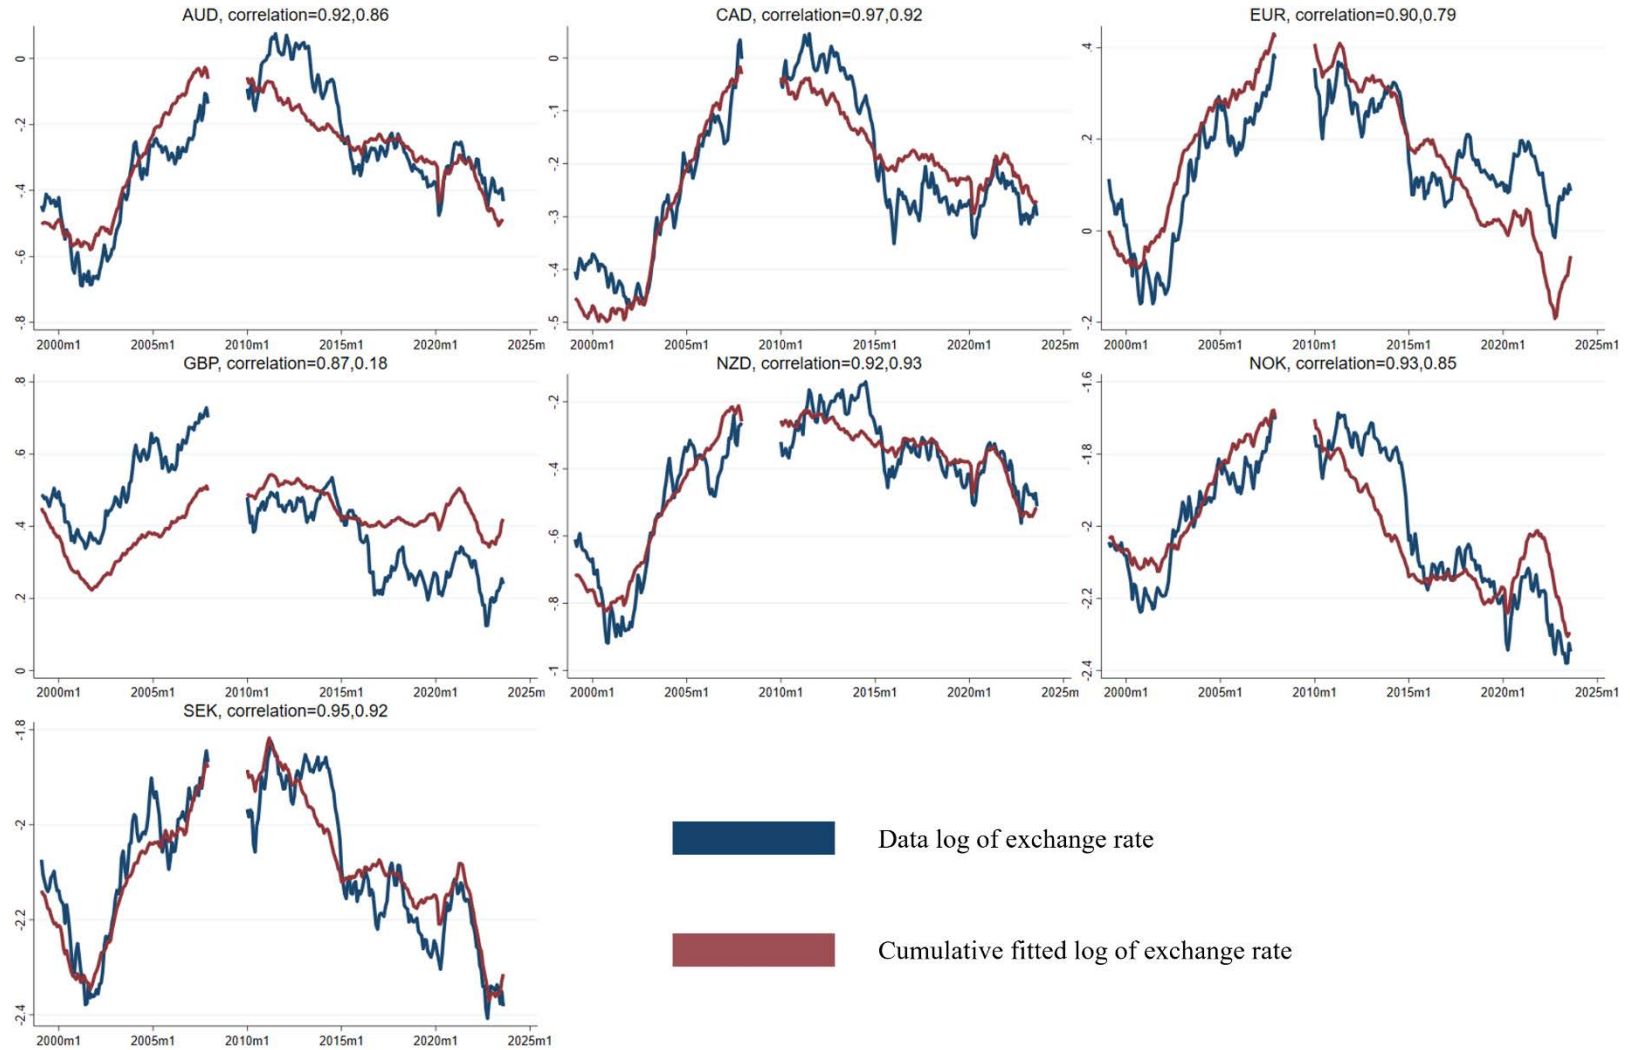 AUD, correlation=0.92,0.86
CAD, correlation=0.97,0.92
EUR, correlation=0.90,0.79
0
-.2
-.4
-.6
-.8
0
-.1
-.2
-.3
-.4
-.5
.4
.2
0
-.2
2000m1 2005m1 2010m1 2015m1 2020m1 2025m
2000m1 2005m1 2010m1 2015m1 2020m1 2025m
2000m1 2005m1 2010m1 2015m1 2020m1 2025m1
GBP, correlation=0.87,0.18
NZD, correlation=0.92,0.93
NOK, correlation=0.93,0.85
.8
.6
.4
.2
0
-.2
-.4
-.6
-.8
-1
-1.6
-1.8
-2
-2.2
-2.4
2000m1 2005m1 2010m1 2015m1 2020m1 2025m
2000m1 2005m1 2010m1 2015m1 2020m1 2025m1
2000m1 2005m1 2010m1 2015m1 2020m1 2025m1
SEK, correlation=0.95,0.92
-1.8
-2
-2.2
-2.4
2000m1 2005m1 2010m1 2015m1 2020m1 2025m1
Data log of exchange rate
Cumulative fitted log of exchange rate